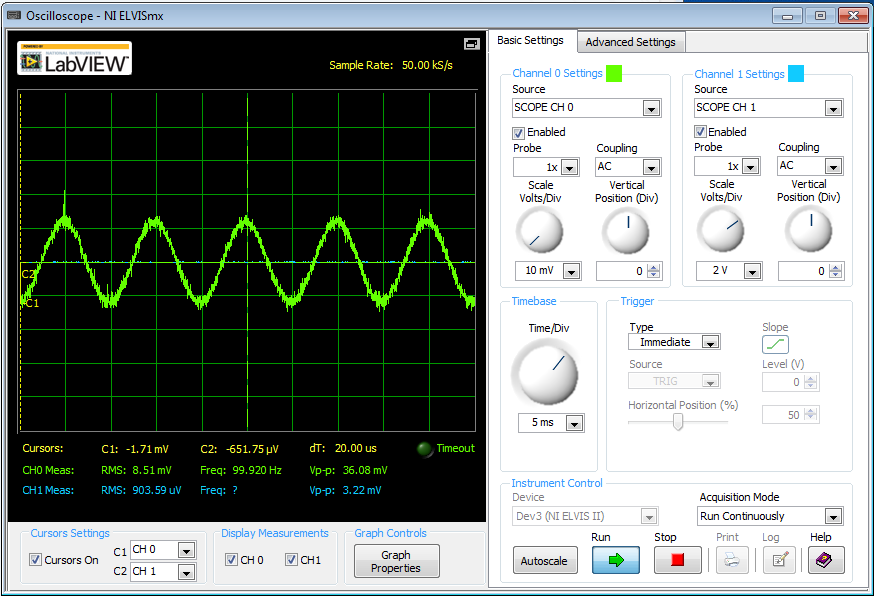 Oscilloscope - NI ELVISmx
POWERED BY
NATIONAL INSTRUMENTS
LabVIEW™
Sample Rate: 50.00 kS/s
C2
C1
Cursors: C1: -1.71 mV C2: -651.75 µV dT: 20.00 us Timeout
CH0 Meas: RMS: 8.51 mV Freq: 99.920 Hz Vp-p: 36.08 mV
CH1 Meas: RMS: 903.59 uV Freq: ? Vp-p: 3.22 mV
Cursors Settings
Cursors On
C1 CH 0
C2 CH 1
Display Measurements
CH 0 CH1
Graph Controls
Graph
Properties
Basic Settings Advanced Settings
Channel 0 Settings
Source
SCOPE CH 0
Enabled
Probe Coupling
1x AC
Scale Vertical
Volts/Div Position (Div)
10 mV 0
Channel 1 Settings
Source
SCOPE CH 1
Enabled
Probe Coupling
1x AC
Scale Vertical
Volts/Div Position (Div)
2 V 0
Timebase
Time/Div
5 ms
Trigger
Type Slope
Immediate
Source Level (V)
TRIG 0
Horizontal Position (%)
50
Instrument Control
Device Acquisition Mode
Dev3 (NI ELVIS II) Run Continuously
Run Stop Print Log Help
Autoscale